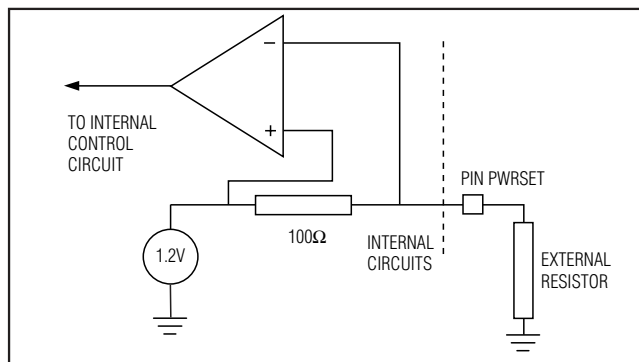 −
+
TO INTERNAL
CONTROL
CIRCUIT
PIN PWRSET
1.2V
100Ω
INTERNAL
CIRCUITS
EXTERNAL
RESISTOR